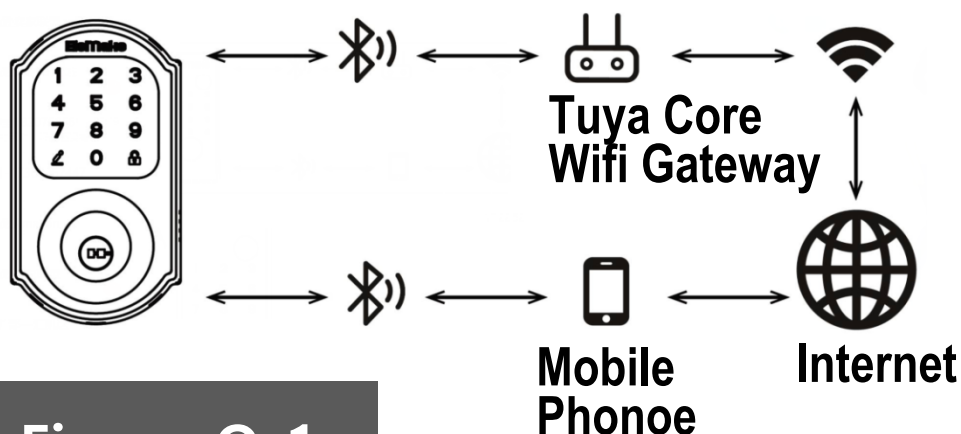 1 2 3
4 5 6
7 8 9
0
Tuya Core
Wifi Gateway
Mobile
Phonoe
Internet